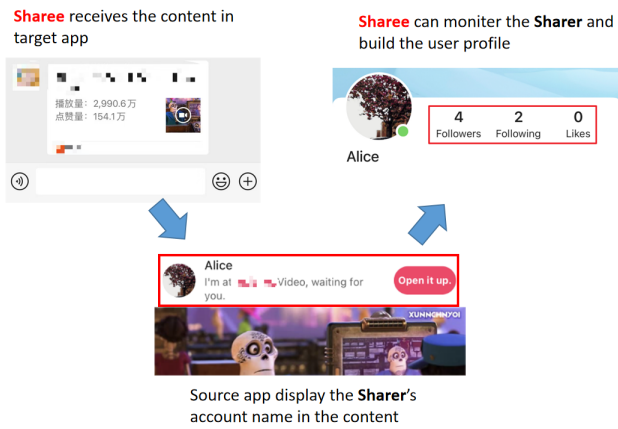 Sharee receives the content in
target app
播放量：2,990.6万
点赞量：154.1万
Sharee can moniter the Sharer and
build the user profile
4 2 0
Followers Following Likes
Alice
Alice
I'm at Video, waiting for
you.
Open it up.
Source app display the Sharer's
account name in the content